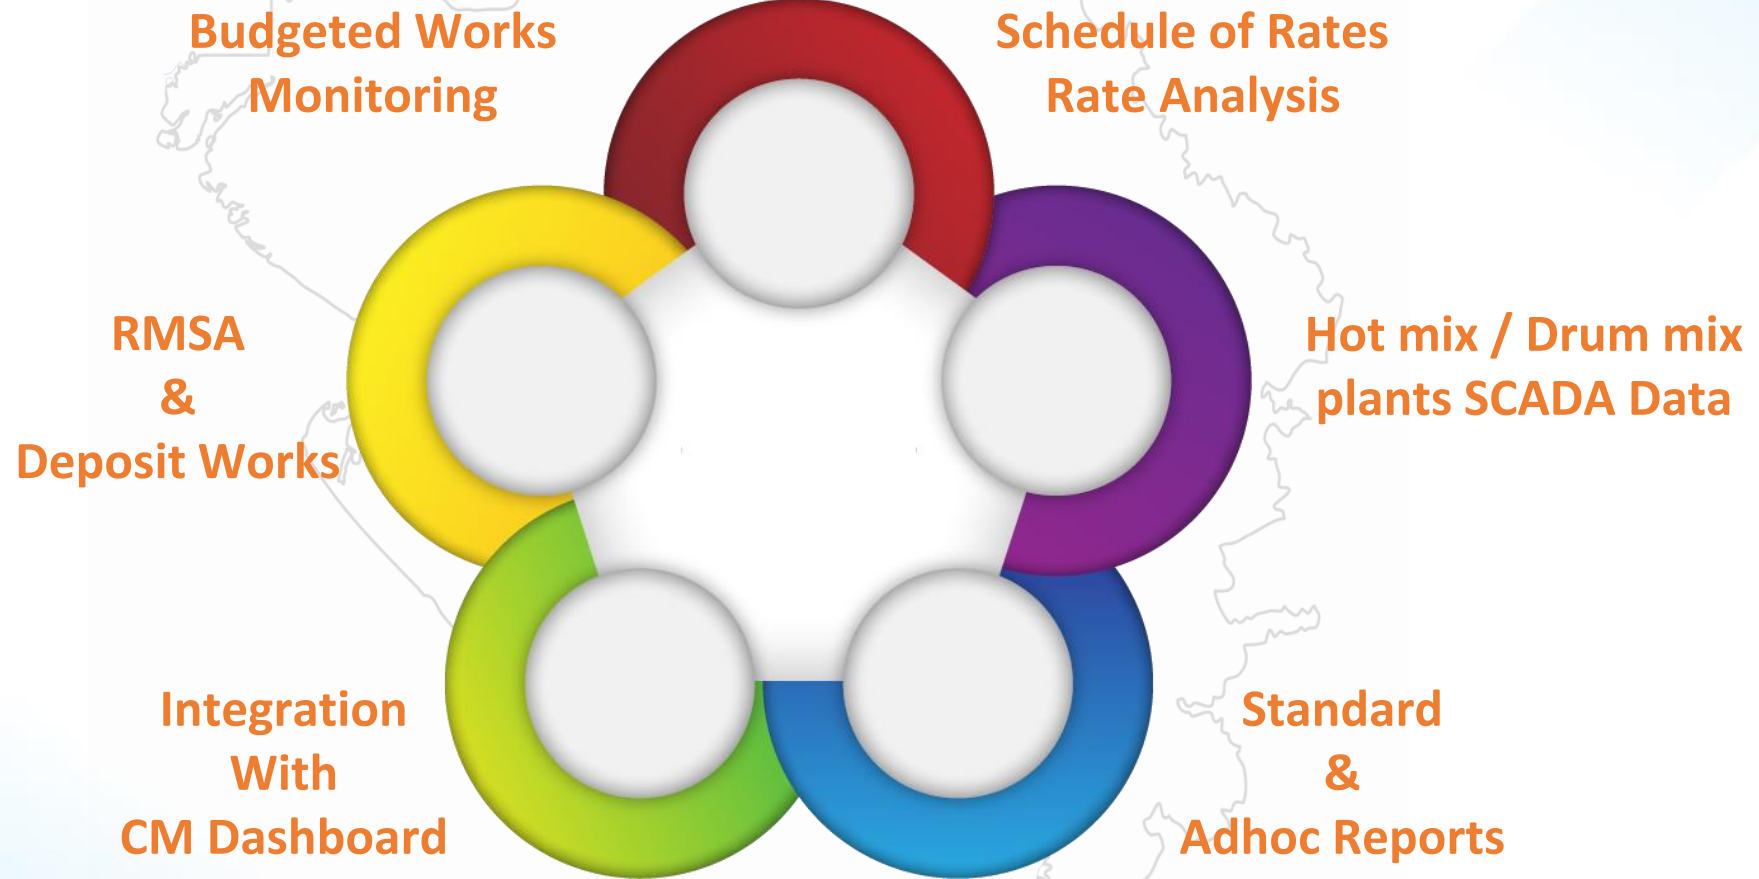 Budgeted Works
Monitoring
Schedule of Rates
Rate Analysis
RMSA
&
Deposit Works
Hot mix / Drum mix
plants SCADA Data
Integration
With
CM Dashboard
Standard
&
Adhoc Reports